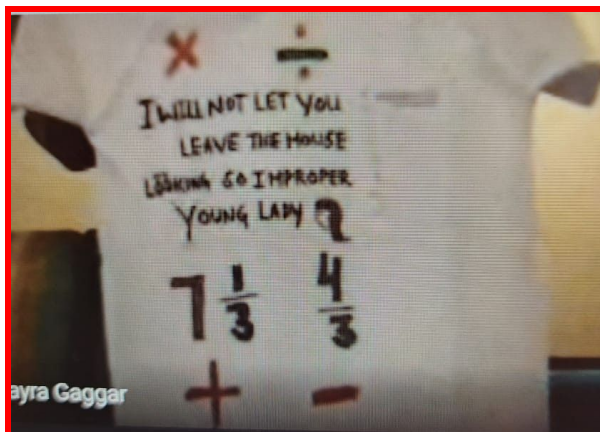 × ÷
I WILL NOT LET YOU
LEAVE THE HOUSE
LOOKING SO IMPROPER
YOUNG LADY
7 1/3 4/3
+ -
ayra Gaggar